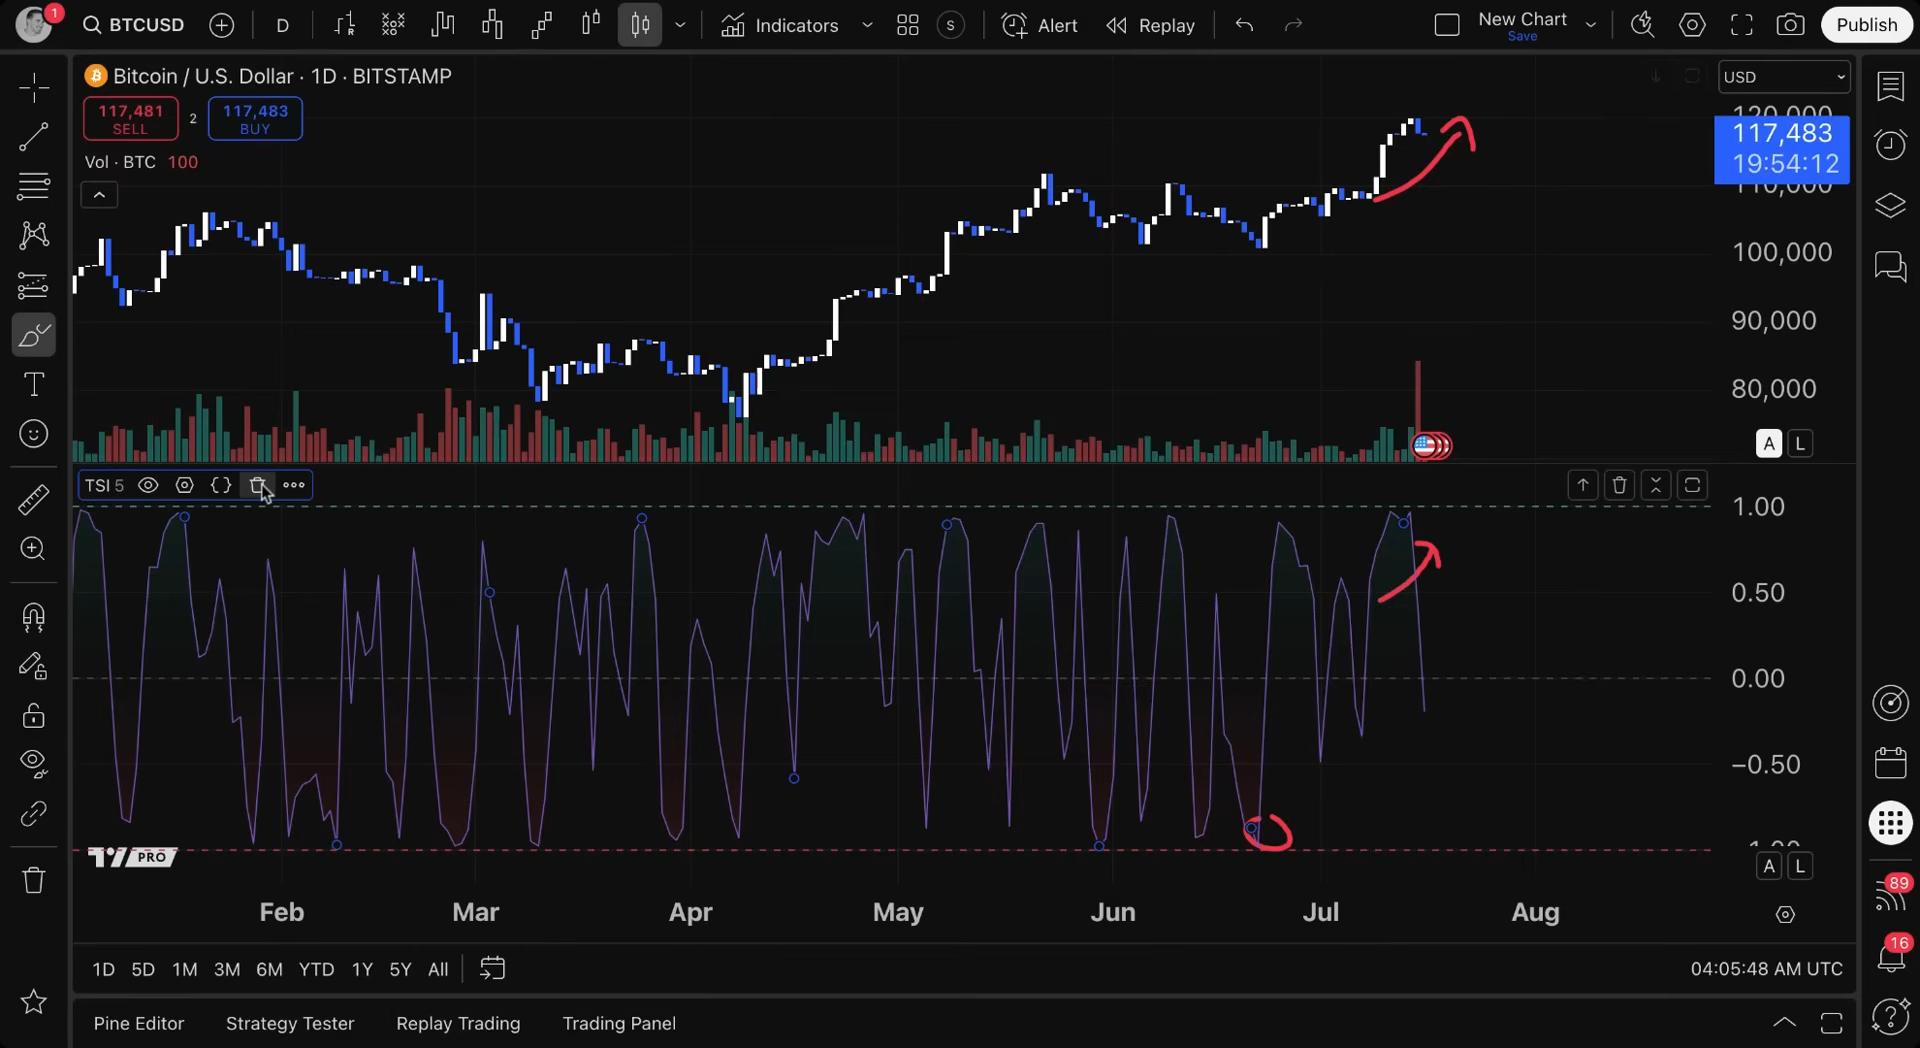 1
BTCUSD
D
Indicators
S
Alert
Replay
New Chart
Save
Publish
Bitcoin / U.S. Dollar · 1D · BITSTAMP
USD
117,481
SELL
2
117,483
BUY
Vol · BTC 100
120,000
117,483
19:54:12
110,000
100,000
90,000
80,000
A L
TSI 5
1.00
0.50
0.00
−0.50
−1.00
PRO
A L
Feb Mar Apr May Jun Jul Aug
89
16
1D 5D 1M 3M 6M YTD 1Y 5Y All
04:05:48 AM UTC
Pine Editor Strategy Tester Replay Trading Trading Panel